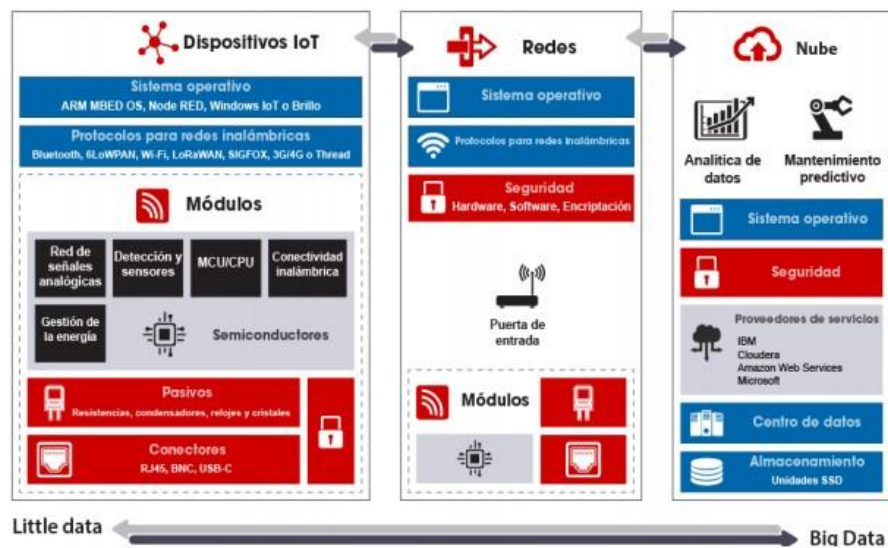 Dispositivos IoT
Sistema operativo
ARM MBED OS, Node RED, Windows IoT o Brillo
Protocolos para redes inalámbricas
Bluetooth, 6LoWPAN, Wi-Fi, LoRaWAN, SIGFOX, 3G/4G o Thread
Módulos
Red de
señales
analógicas
Detección y
sensores
MCU/CPU
Conectividad
inalámbrica
Gestión de
la energía
Semiconductores
Pasivos
Resistencias, condensadores, relojes y cristales
Conectores
RJ45, BNC, USB-C
Redes
Sistema operativo
Protocolos para redes inalámbricas
Seguridad
Hardware, Software, Encriptación
Puerta de
entrada
Módulos
Nube
Analítica de
datos
Mantenimiento
predictivo
Sistema operativo
Seguridad
Proveedores de servicios
IBM
Cloudera
Amazon Web Services
Microsoft
Centro de datos
Almacenamiento
Unidades SSD
Little data
Big Data